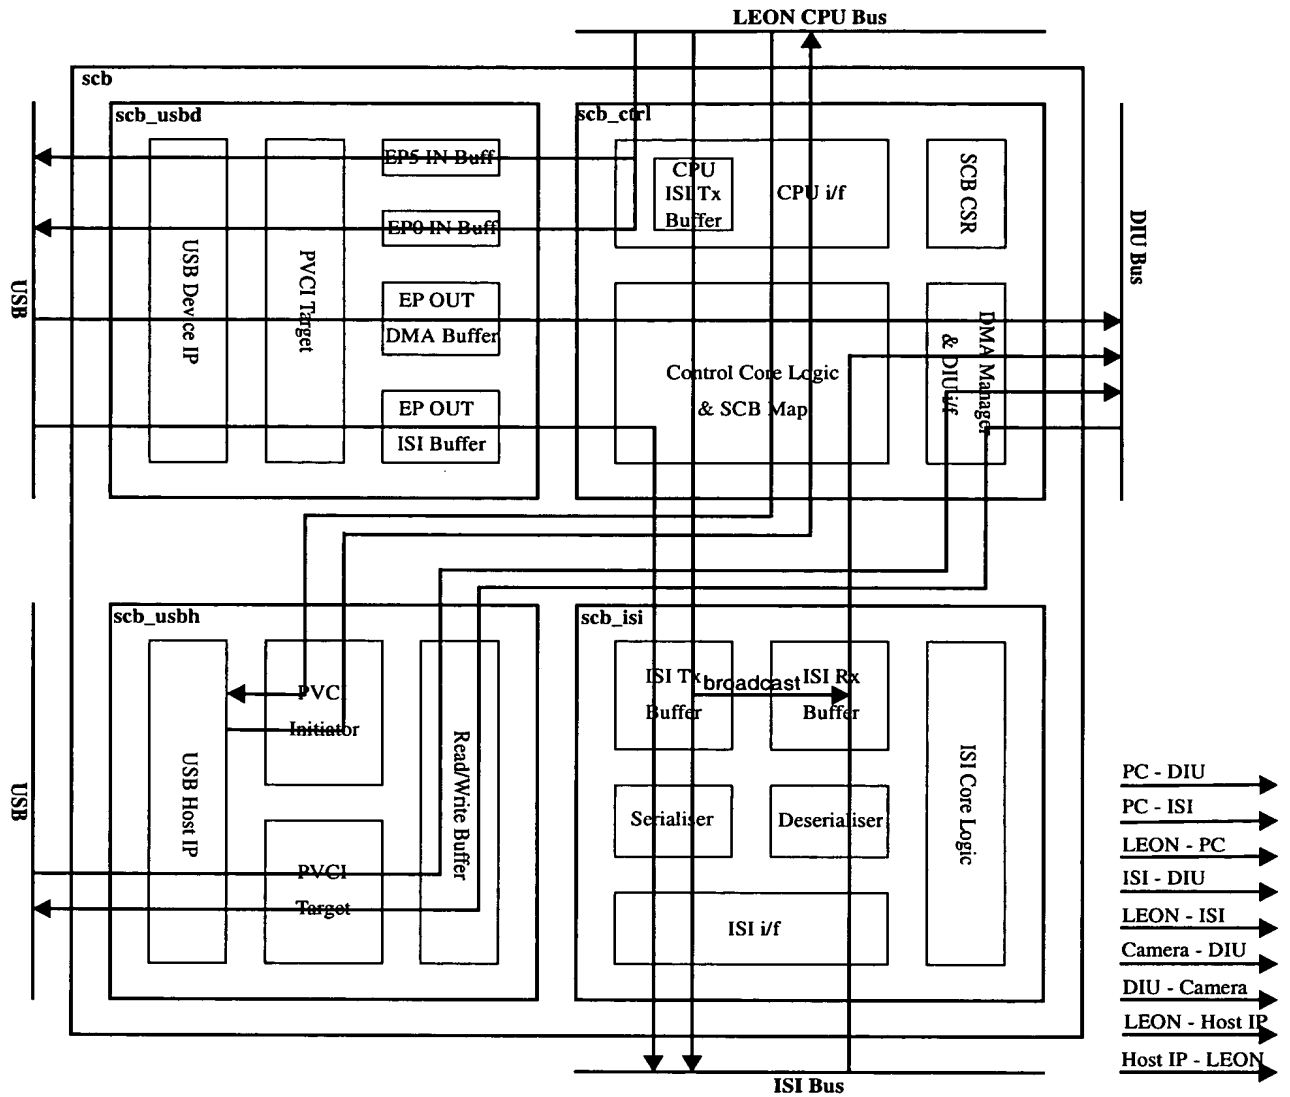 LEON CPU Bus
scb
scb_usbd
scb_ctrl
EP5 IN Buff
EP0 IN Buff
EP OUT
DMA Buffer
EP OUT
ISI Buffer
USB Device IP
PVCI Target
USB
CPU
ISI Tx
Buffer
CPU i/f
SCB CSR
Control Core Logic
& SCB Map
DMA Manager
& DIU i/f
DIU Bus
scb_usbh
scb_isi
PVCI
Initiator
PVCI
Target
USB Host IP
Read/Write Buffer
USB
ISI Tx
Buffer
broadcast
ISI Rx
Buffer
Serialiser
Deserialiser
ISI i/f
ISI Core Logic
ISI Bus
PC - DIU
PC - ISI
LEON - PC
ISI - DIU
LEON - ISI
Camera - DIU
DIU - Camera
LEON - Host IP
Host IP - LEON